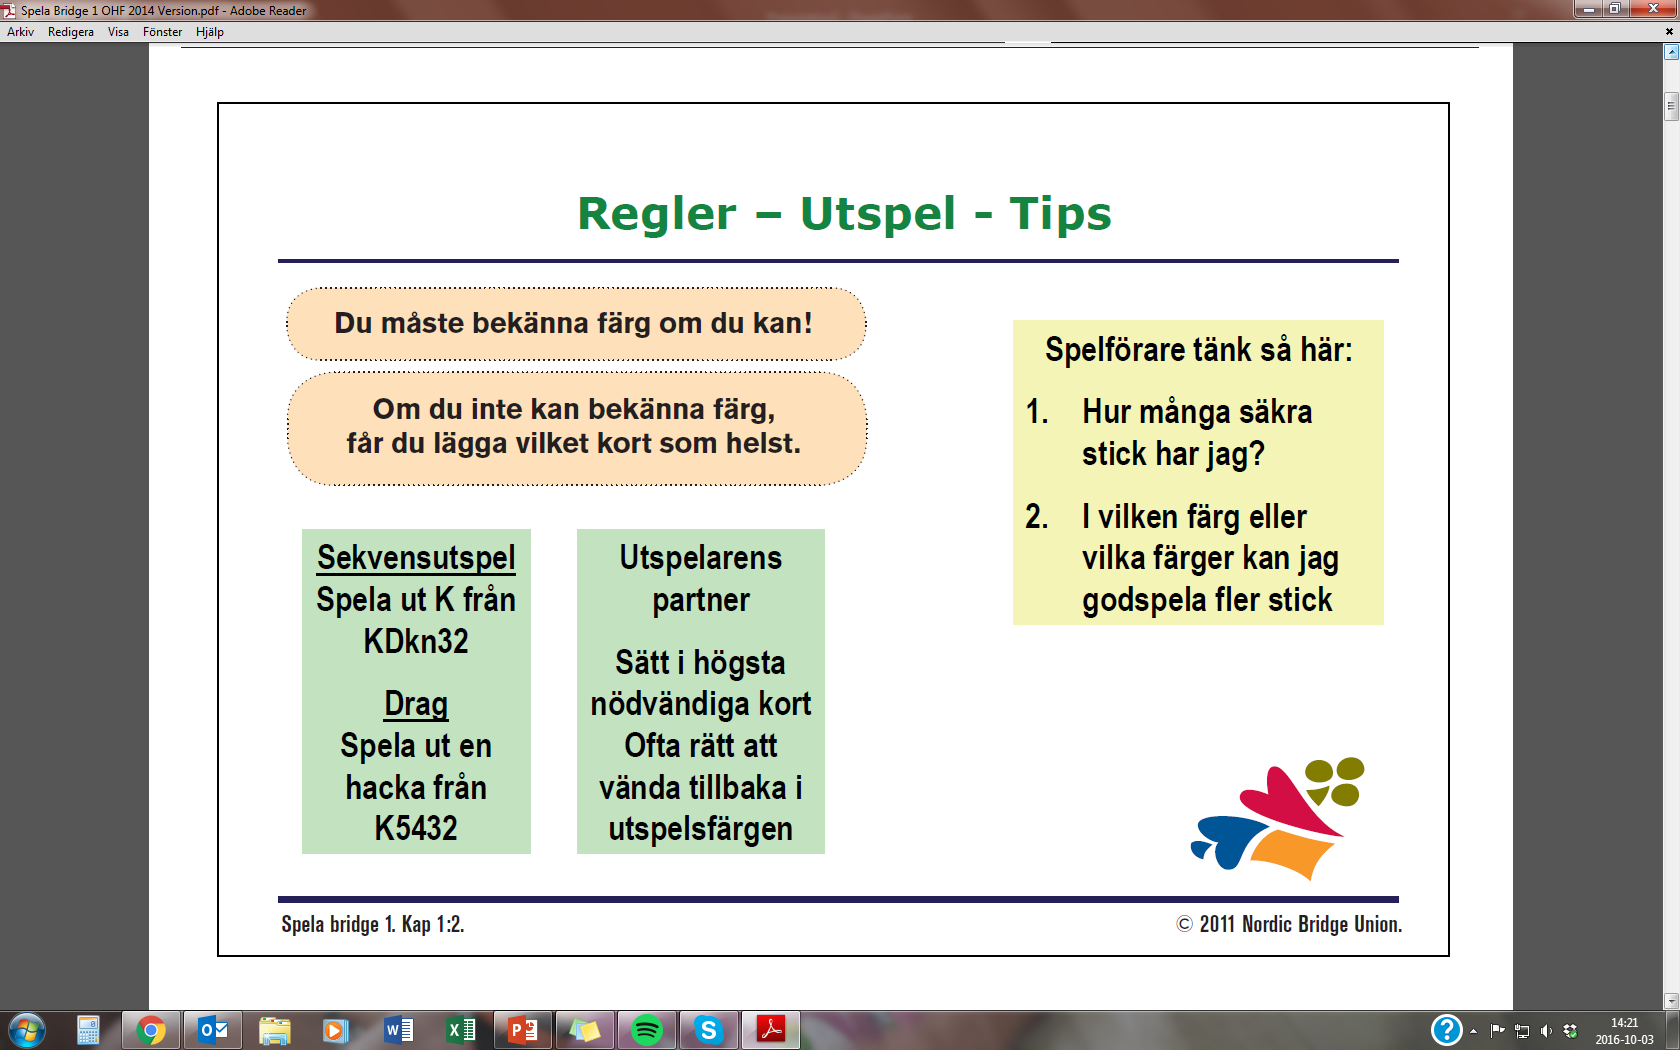 Spela Bridge 1 OHF 2014 Version.pdf - Adobe Reader
Arkiv Redigera Visa Fönster Hjälp
Regler – Utspel - Tips
Du måste bekänna färg om du kan!
Om du inte kan bekänna färg,
får du lägga vilket kort som helst.
Sekvensutspel
Spela ut K från
KDkn32
Drag
Spela ut en
hacka från
K5432
Utspelarens
partner
Sätt i högsta
nödvändiga kort
Ofta rätt att
vända tillbaka i
utspelsfärgen
Spelförare tänk så här:
1. Hur många säkra
stick har jag?
2. I vilken färg eller
vilka färger kan jag
godspela fler stick
Spela bridge 1. Kap 1:2.
© 2011 Nordic Bridge Union.
14:21
2016-10-03